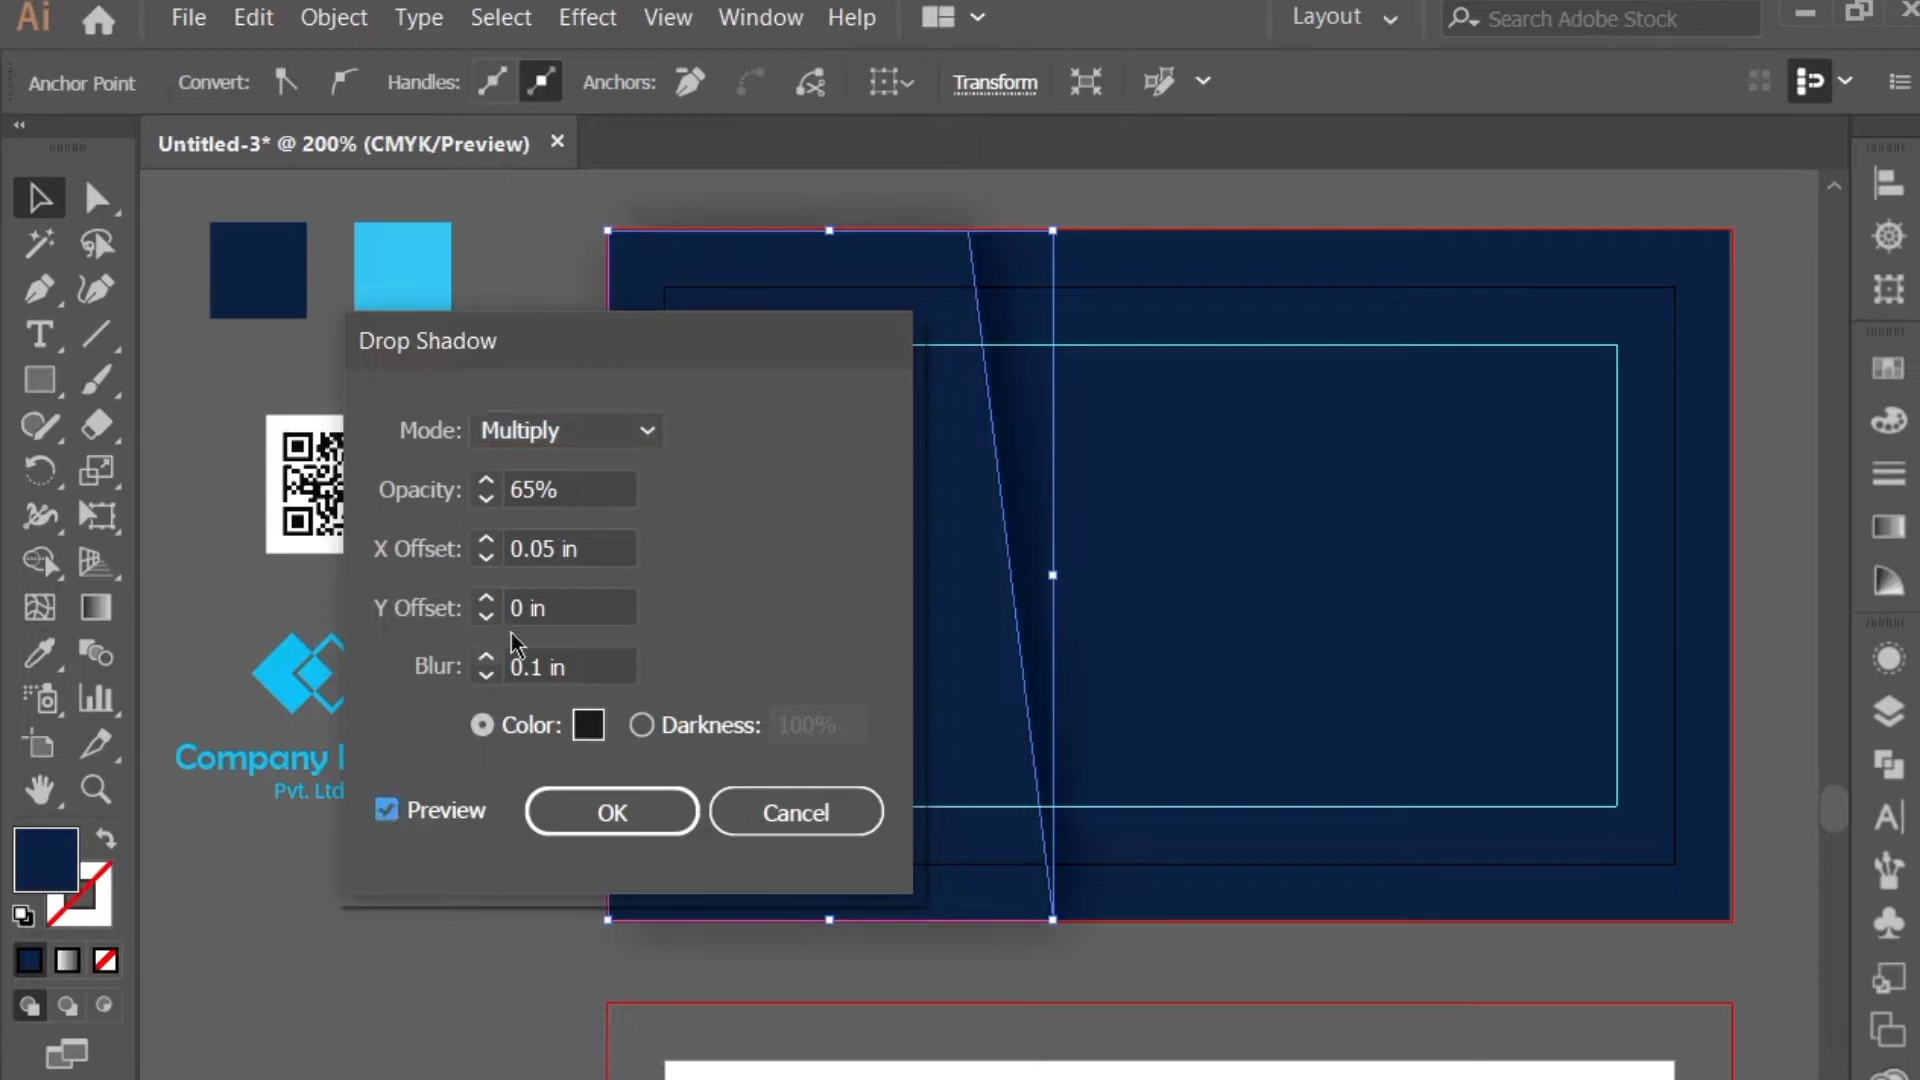 Ai File Edit Object Type Select Effect View Window Help Layout Search Adobe Stock
Anchor Point Convert: Handles: Anchors: Transform
Untitled-3* @ 200% (CMYK/Preview) ×
Drop Shadow
Mode: Multiply
Opacity: 65%
X Offset: 0.05 in
Y Offset: 0 in
Blur: 0.1 in
Color: Darkness: 100%
Preview OK Cancel
Company
Pvt. Ltd